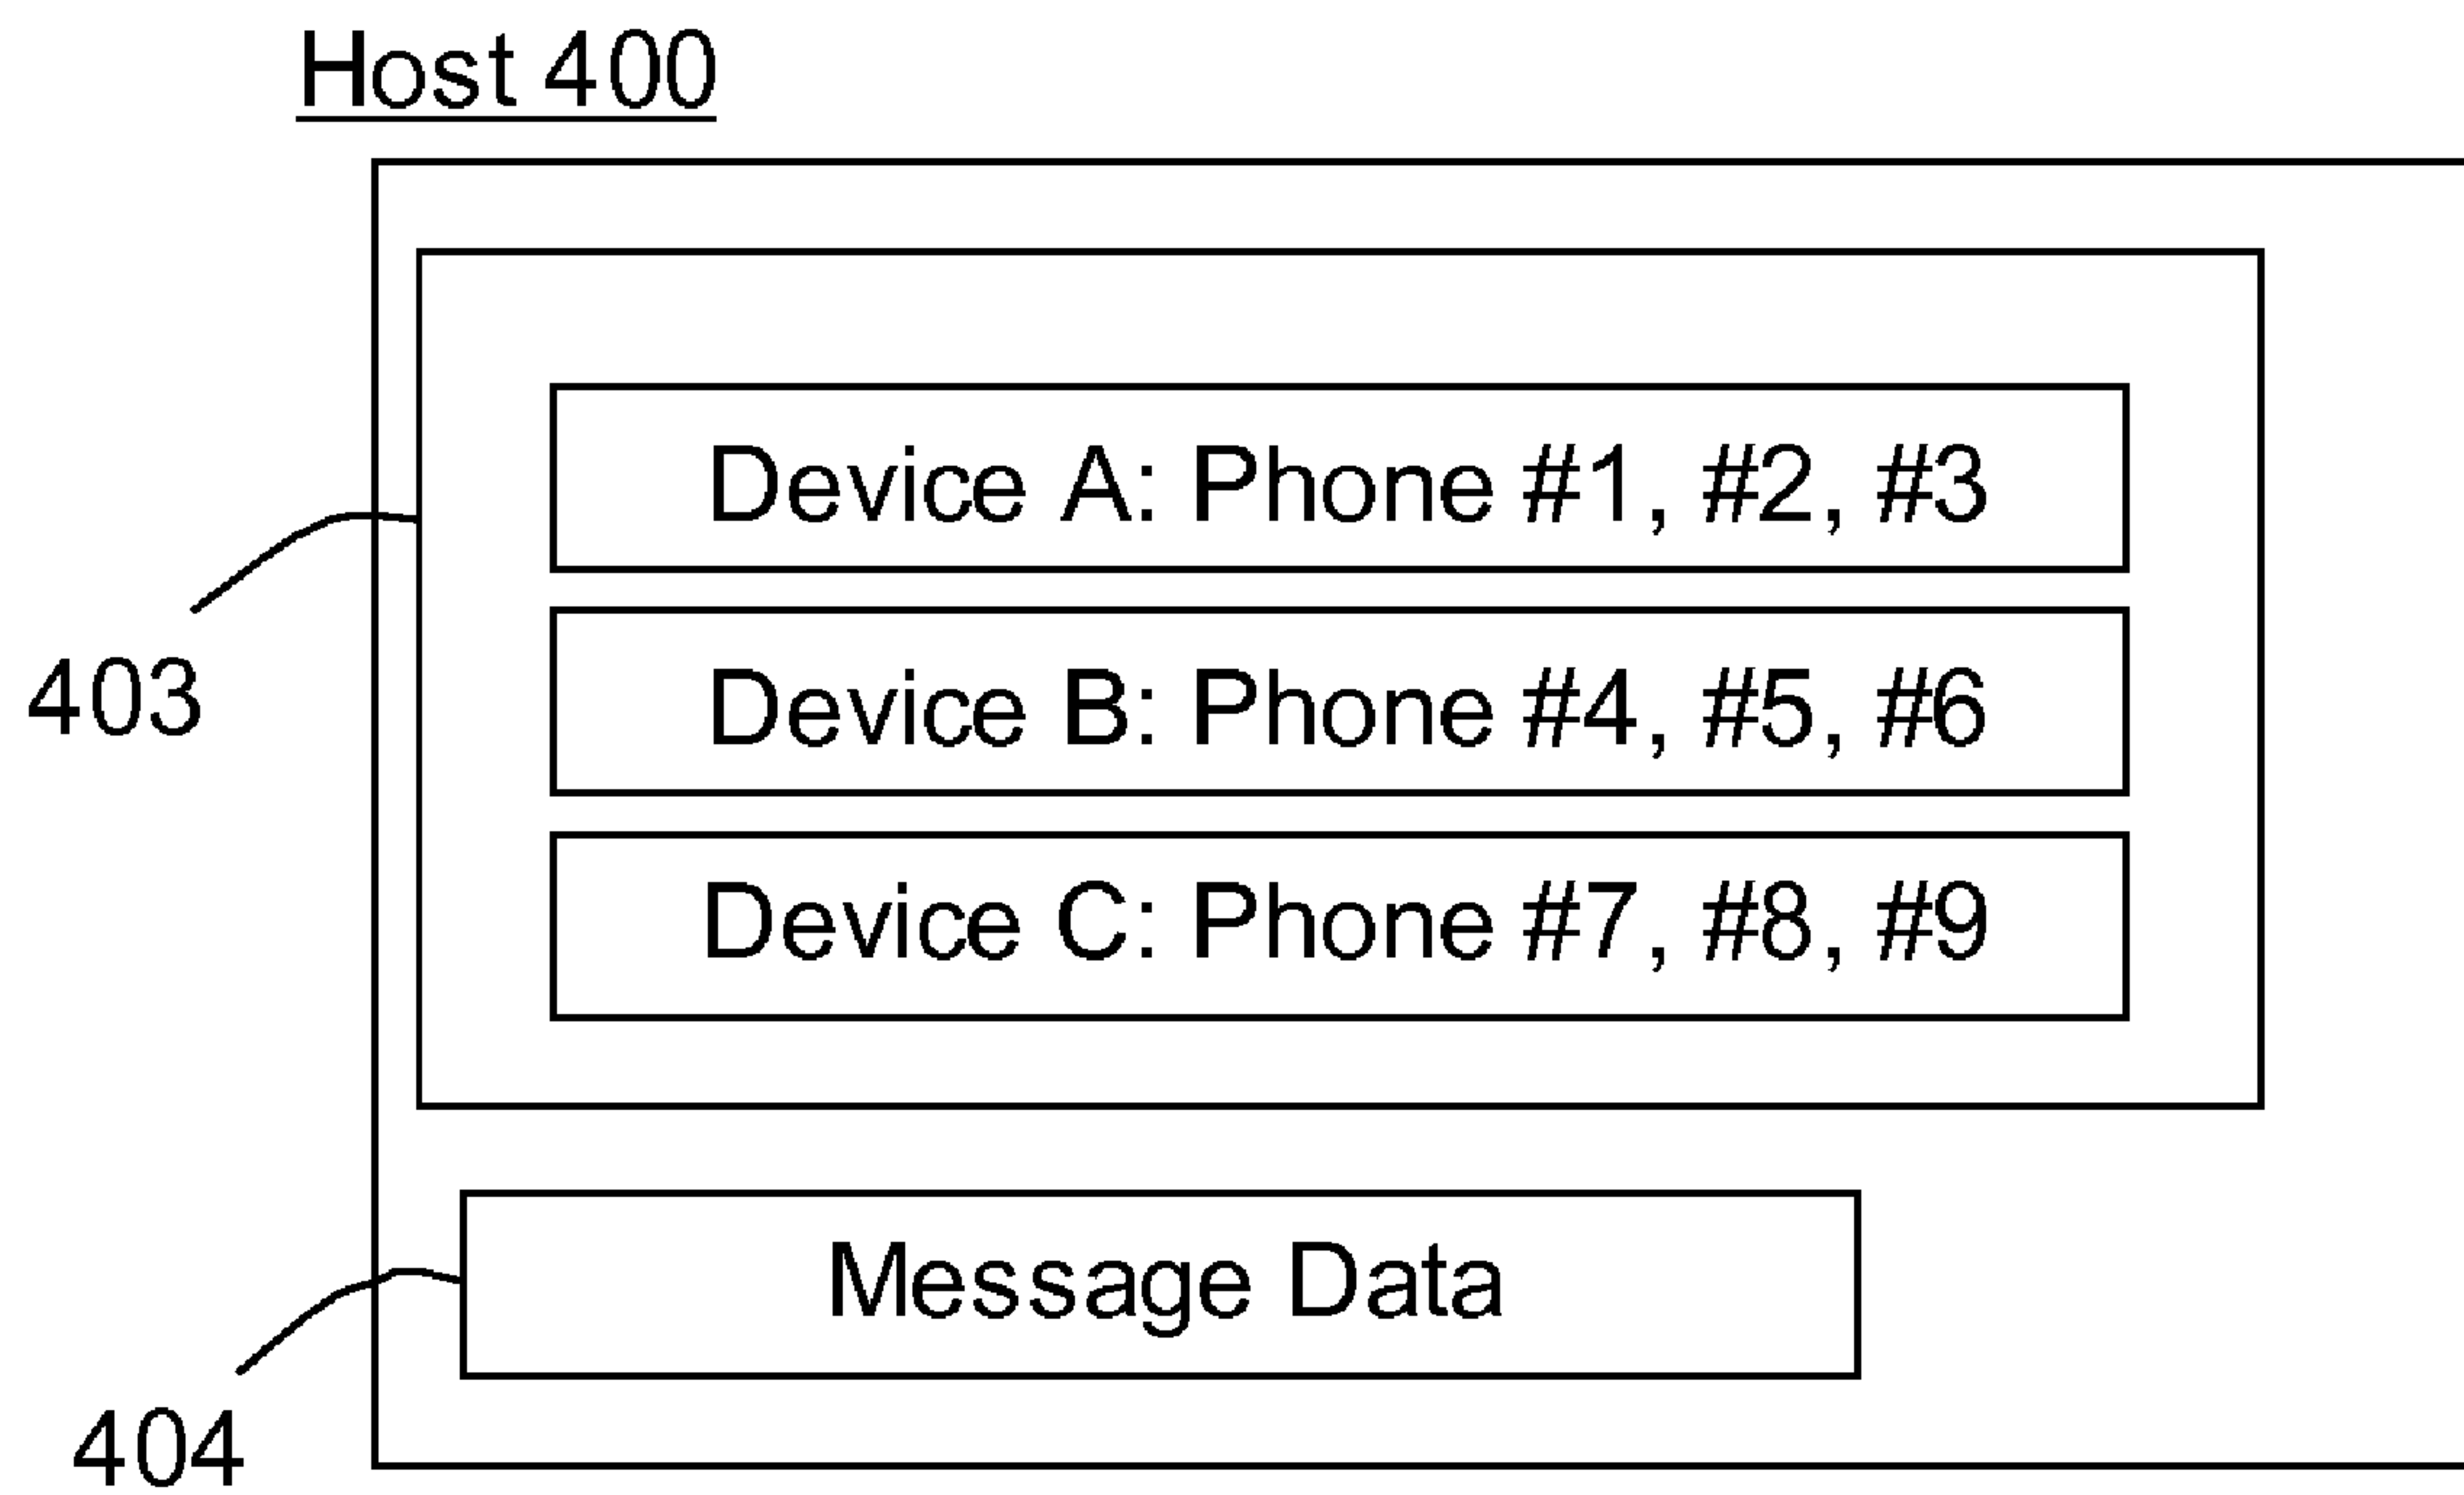 Host 400
Device A: Phone #1, #2, #3
403
Device B: Phone #4, #5, #6
Device C: Phone #7, #8, #9
Message Data
404